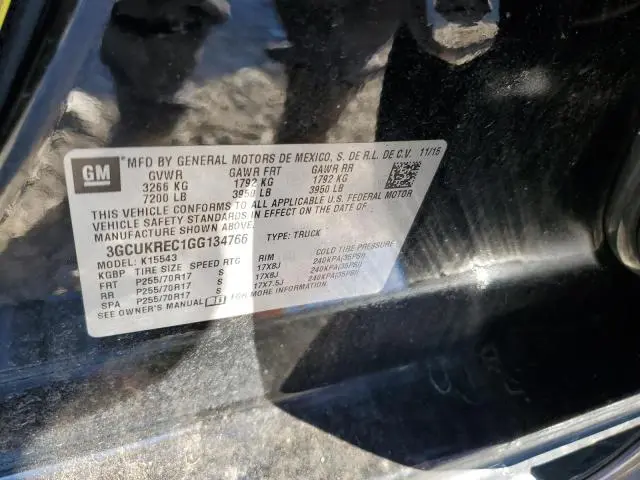 GM
MFD BY GENERAL MOTORS DE MEXICO, S. DE R.L. DE C.V. 11/15
GVWR GAWR FRT GAWR RR
3266 KG 1792 KG 1792 KG
7200 LB 3950 LB 3950 LB
THIS VEHICLE CONFORMS TO ALL APPLICABLE U.S. FEDERAL MOTOR
VEHICLE SAFETY STANDARDS IN EFFECT ON THE DATE OF
MANUFACTURE SHOWN ABOVE.
3GCUKREC1GG134766 TYPE: TRUCK
MODEL: K15543
KGBP TIRE SIZE SPEED RTG RIM COLD TIRE PRESSURE
FRT P255/70R17 S 17X8J 240KPA(35PSI)
RR P255/70R17 S 17X8J 240KPA(35PSI)
SPA P255/70R17 S 17X7.5J 240KPA(35PSI)
SEE OWNER'S MANUAL FOR MORE INFORMATION.